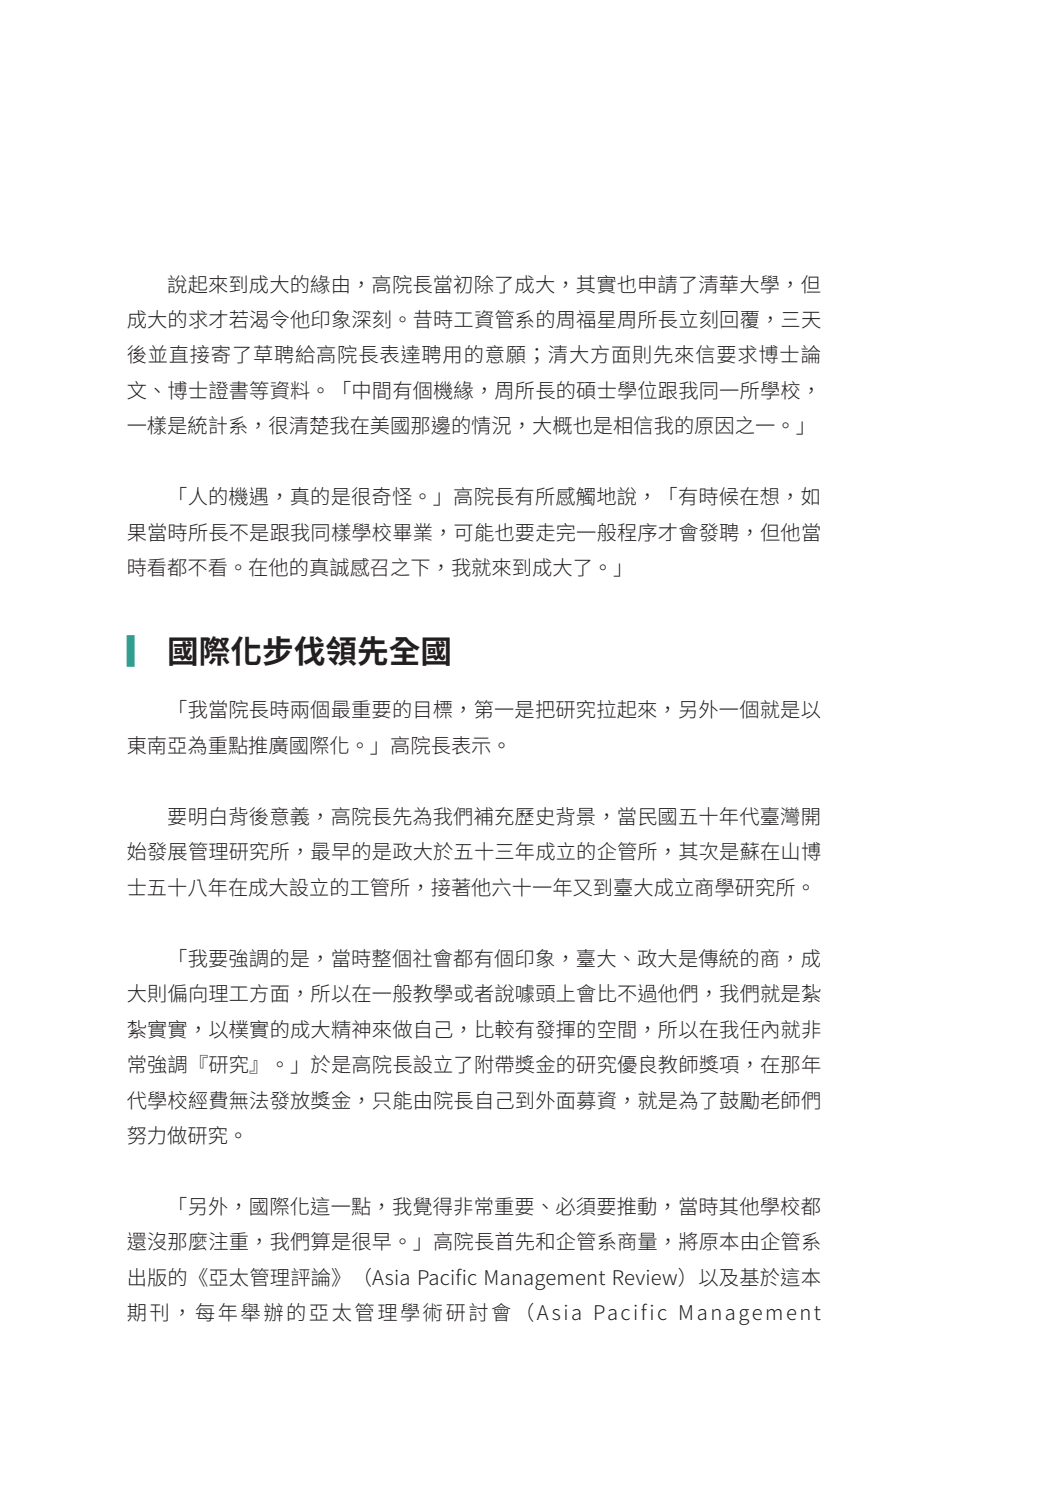 說起來到成大的緣由，高院長當初除了成大，其實也申請了清華大學，但
成大的求才若渴令他印象深刻。昔時工資管系的周福星周所長立刻回覆，三天
後並直接寄了草聘給高院長表達聘用的意願；清大方面則先來信要求博士論
文、博士證書等資料。「中間有個機緣，周所長的碩士學位跟我同一所學校，
一樣是統計系，很清楚我在美國那邊的情況，大概也是相信我的原因之一。」
「人的機遇，真的是很奇怪。」高院長有所感觸地說，「有時候在想，如
果當時所長不是跟我同樣學校畢業，可能也要走完一般程序才會發聘，但他當
時看都不看。在他的真誠感召之下，我就來到成大了。」
國際化步伐領先全國
「我當院長時兩個最重要的目標，第一是把研究拉起來，另外一個就是以
東南亞為重點推廣國際化。」高院長表示。
要明白背後意義，高院長先為我們補充歷史背景，當民國五十年代臺灣開
始發展管理研究所，最早的是政大於五十三年成立的企管所，其次是蘇在山博
士五十八年在成大設立的工管所，接著他六十一年又到臺大成立商學研究所。
「我要強調的是，當時整個社會都有個印象，臺大、政大是傳統的商，成
大則偏向理工方面，所以在一般教學或者說噱頭上會比不過他們，我們就是紮
紮實實，以樸實的成大精神來做自己，比較有發揮的空間，所以在我任內就非
常強調『研究』。」於是高院長設立了附帶獎金的研究優良教師獎項，在那年
代學校經費無法發放獎金，只能由院長自己到外面募資，就是為了鼓勵老師們
努力做研究。
「另外，國際化這一點，我覺得非常重要、必須要推動，當時其他學校都
還沒那麼注重，我們算是很早。」高院長首先和企管系商量，將原本由企管系
出版的《亞太管理評論》（Asia Pacific Management Review）以及基於這本
期刊，每年舉辦的亞太管理學術研討會（Asia Pacific Management